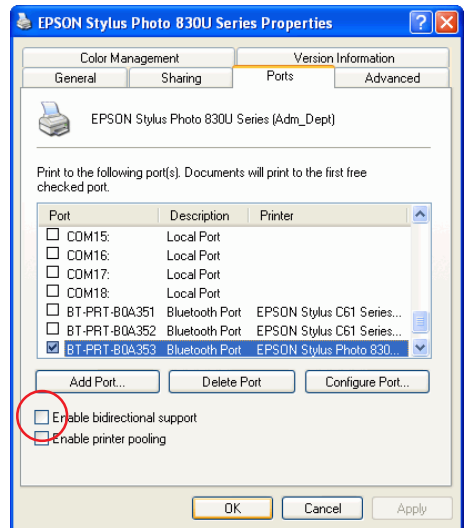 EPSON Stylus Photo 830U Series Properties
Color Management Version Information
General Sharing Ports Advanced
EPSON Stylus Photo 830U Series (Adm_Dept)
Print to the following port(s). Documents will print to the first free
checked port.
Port Description Printer
COM15: Local Port
COM16: Local Port
COM17: Local Port
COM18: Local Port
BT-PRT-B0A351 Bluetooth Port EPSON Stylus C61 Series...
BT-PRT-B0A352 Bluetooth Port EPSON Stylus C61 Series...
BT-PRT-B0A353 Bluetooth Port EPSON Stylus Photo 830...
Add Port... Delete Port Configure Port...
Enable bidirectional support
Enable printer pooling
OK Cancel Apply